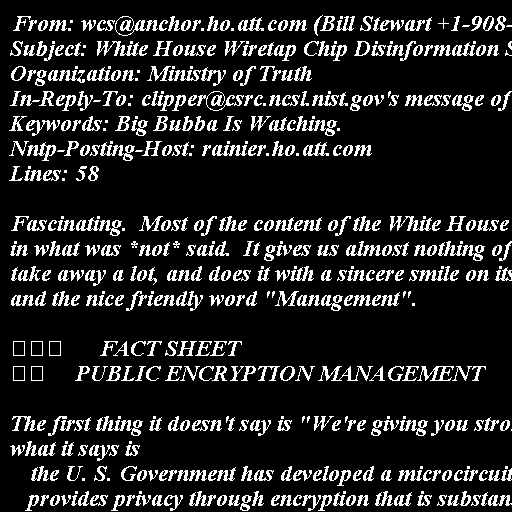 From: wcs@anchor.ho.att.com (Bill Stewart +1-908-
Subject: White House Wiretap Chip Disinformation S
Organization: Ministry of Truth
In-Reply-To: clipper@csrc.ncsl.nist.gov's message of
Keywords: Big Bubba Is Watching.
Nntp-Posting-Host: rainier.ho.att.com
Lines: 58

Fascinating.  Most of the content of the White House
in what was *not* said.  It gives us almost nothing of
take away a lot, and does it with a sincere smile on its
and the nice friendly word "Management".

□□□      FACT SHEET
□□     PUBLIC ENCRYPTION MANAGEMENT

The first thing it doesn't say is "We're giving you stro
what it says is
   the U. S. Government has developed a microcircuit
   provides privacy through encryption that is substan